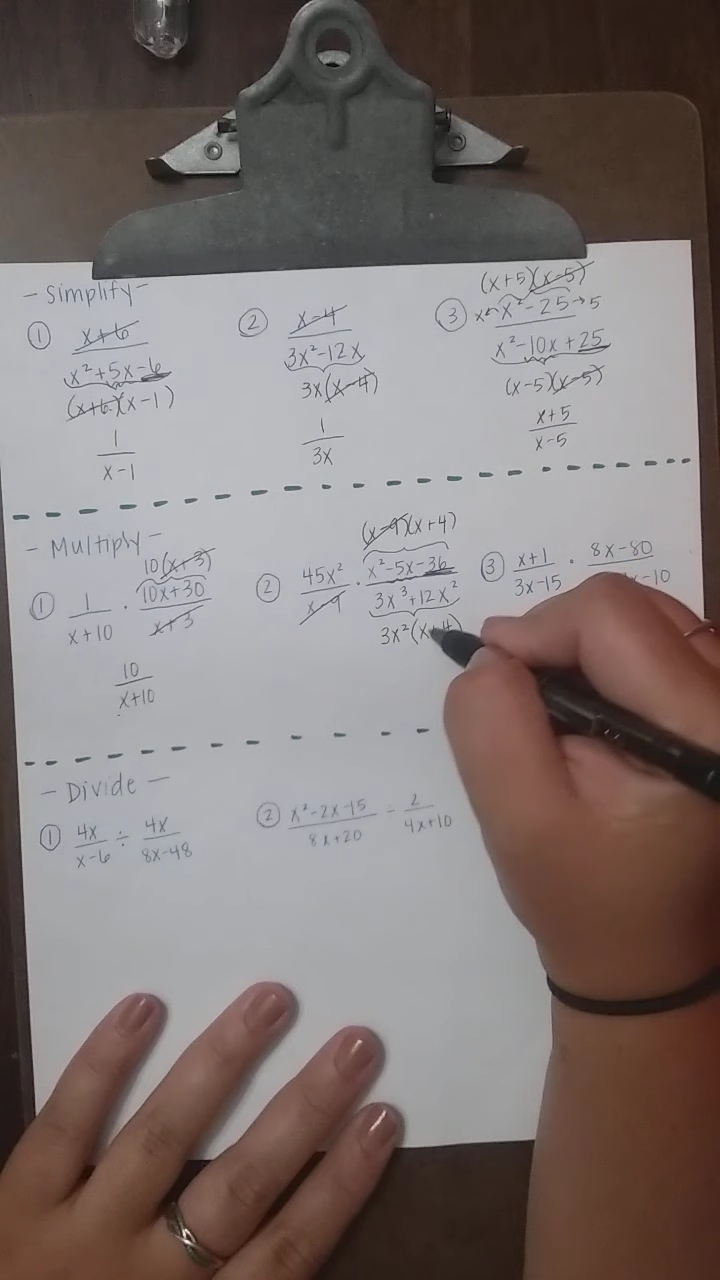 - Simplify -
① x+6 / x²+5x-6
(x+6)(x-1)
1 / x-1
② x-4 / 3x²-12x
3x(x-4)
1 / 3x
(x+5)(x-5)
③ x ← x²-25 → 5 / x²-10x+25
(x-5)(x-5)
x+5 / x-5
- Multiply -
10(x+3)
① 1 / x+10 · 10x+30 / x+3
10 / x+10
(x-9)(x+4)
② 45x² / x-9 · x²-5x-36 / 3x³+12x²
3x²(x+4)
③ x+1 / 3x-15 · 8x-80 / x-10
- Divide -
① 4x / x-6 ÷ 4x / 8x-48
② x²-2x-15 / 8x+20 ÷ 2 / 4x+10